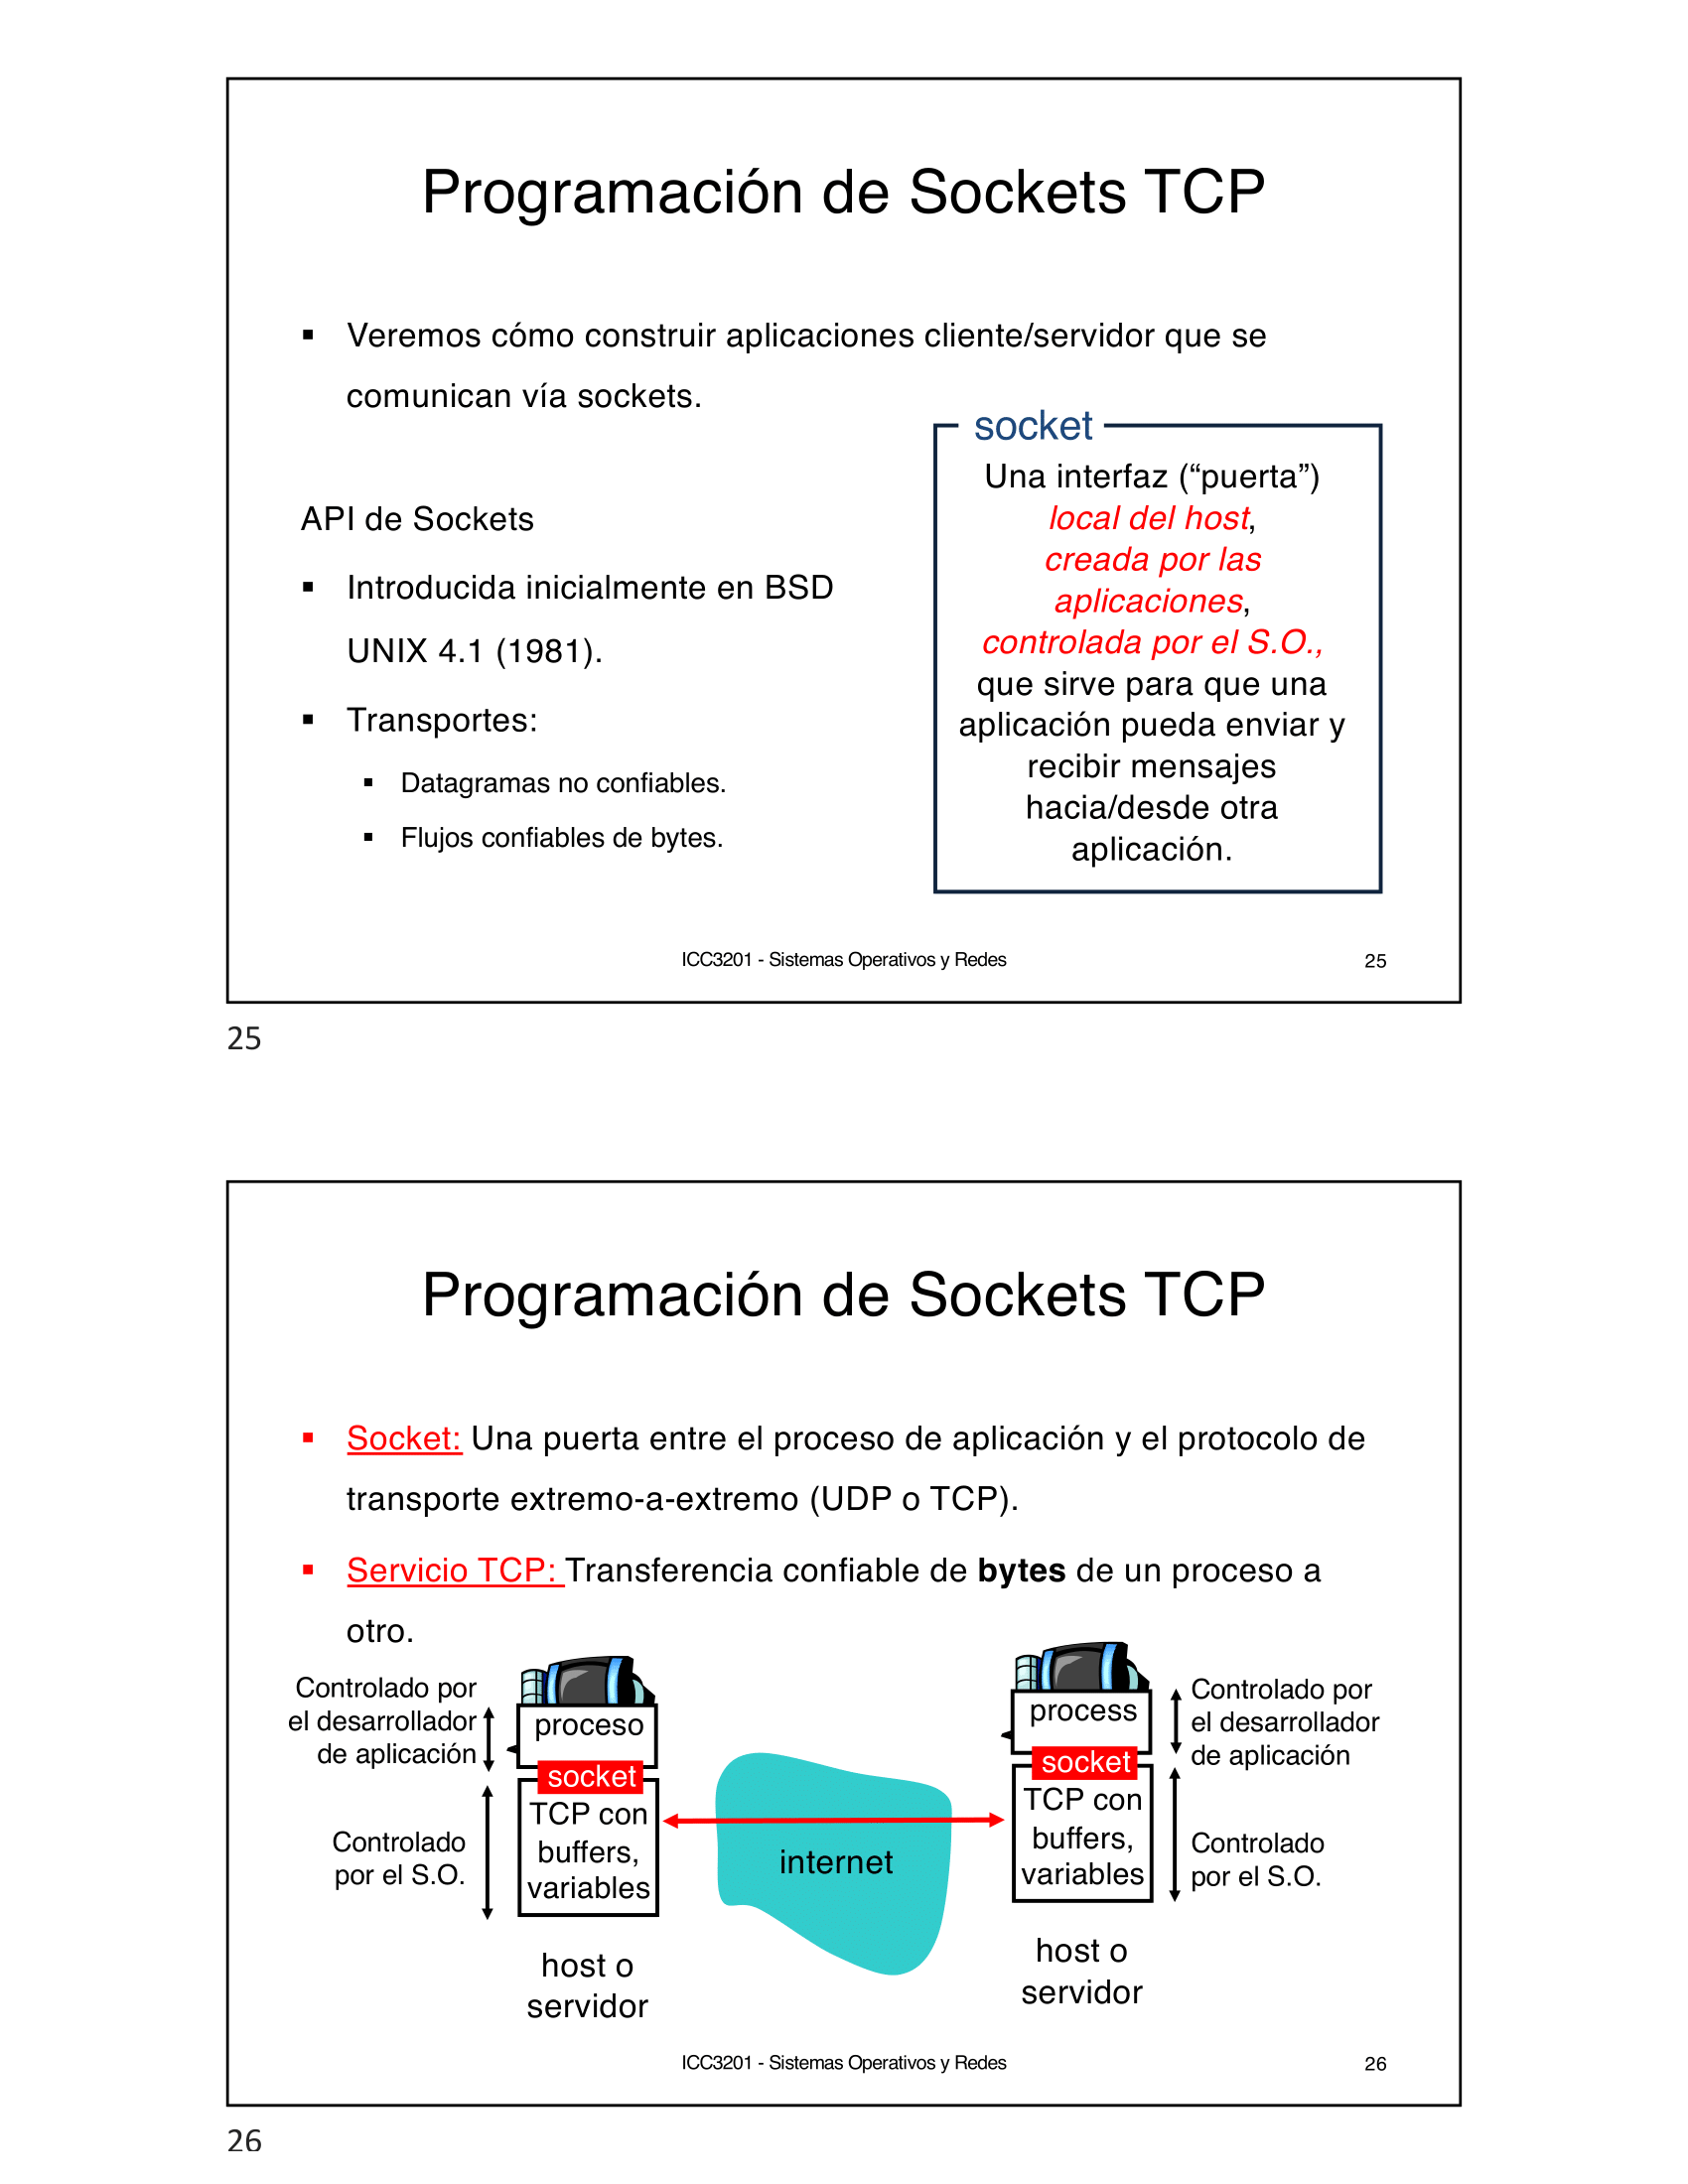 Programación de Sockets TCP
▪ Veremos cómo construir aplicaciones cliente/servidor que se
comunican vía sockets.
API de Sockets
▪ Introducida inicialmente en BSD
UNIX 4.1 (1981).
▪ Transportes:
▪ Datagramas no confiables.
▪ Flujos confiables de bytes.
socket
Una interfaz (“puerta”)
local del host,
creada por las
aplicaciones,
controlada por el S.O.,
que sirve para que una
aplicación pueda enviar y
recibir mensajes
hacia/desde otra
aplicación.
ICC3201 - Sistemas Operativos y Redes
25
25
Programación de Sockets TCP
▪ Socket: Una puerta entre el proceso de aplicación y el protocolo de
transporte extremo-a-extremo (UDP o TCP).
▪ Servicio TCP: Transferencia confiable de bytes de un proceso a
otro.
Controlado por
el desarrollador
de aplicación
Controlado
por el S.O.
proceso
socket
TCP con
buffers,
variables
host o
servidor
internet
process
socket
TCP con
buffers,
variables
host o
servidor
Controlado por
el desarrollador
de aplicación
Controlado
por el S.O.
ICC3201 - Sistemas Operativos y Redes
26
26